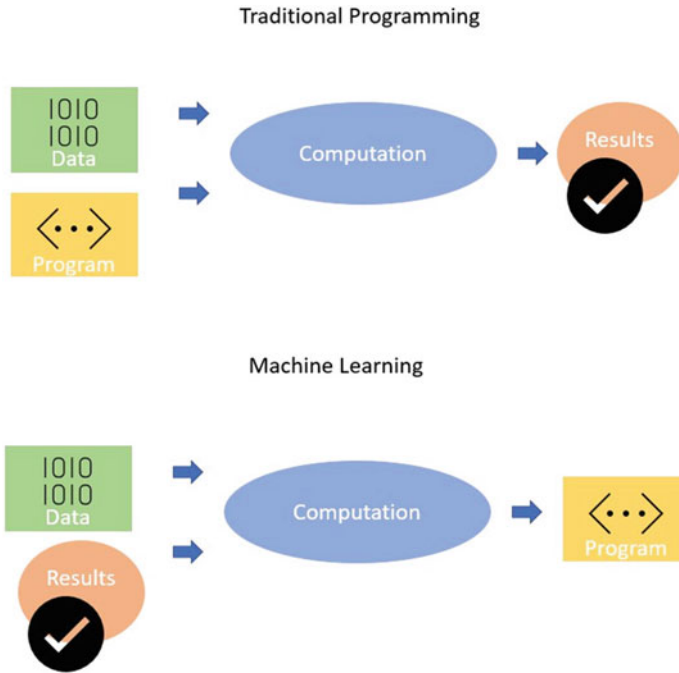 Traditional Programming
1010
1010
Data
Computation
Results
<...>
Program
Machine Learning
1010
1010
Data
Computation
<...>
Program
Results